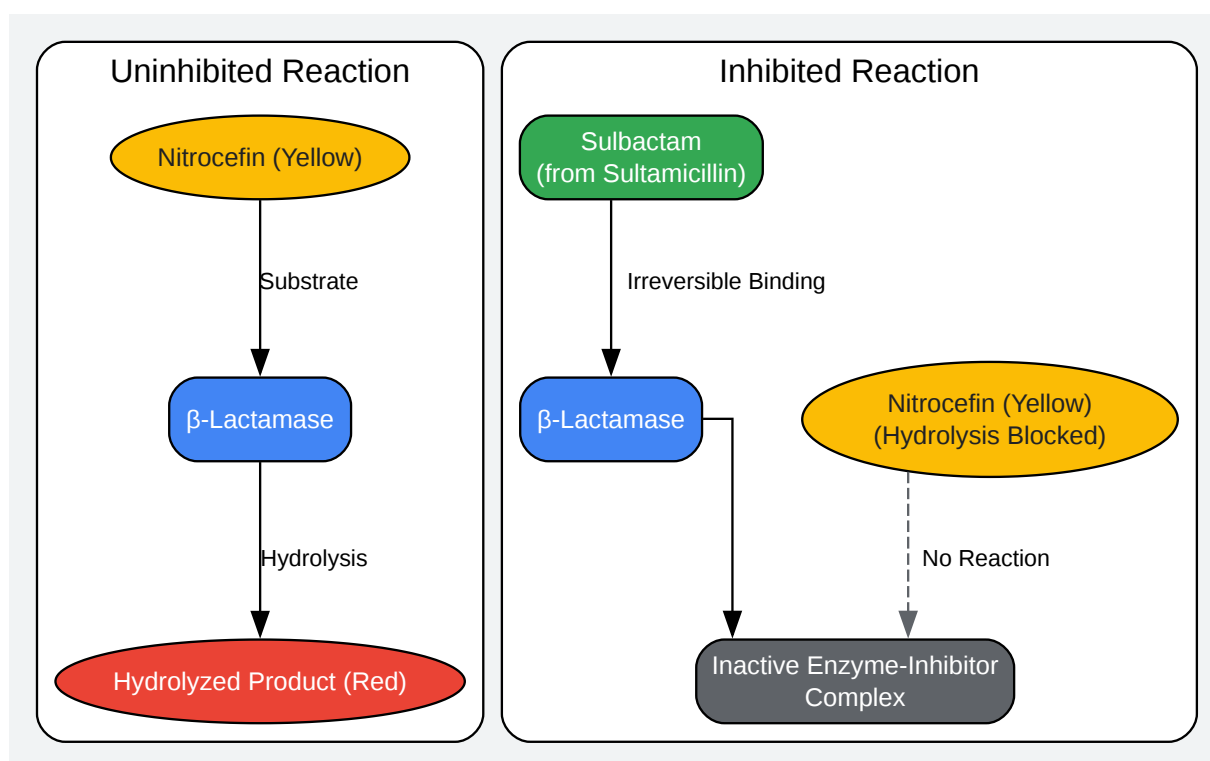 Uninhibited Reaction
Nitrocefin (Yellow)
Substrate
β-Lactamase
Hydrolysis
Hydrolyzed Product (Red)
Inhibited Reaction
Sulbactam
(from Sultamicillin)
Irreversible Binding
β-Lactamase
Nitrocefin (Yellow)
(Hydrolysis Blocked)
No Reaction
Inactive Enzyme-Inhibitor
Complex